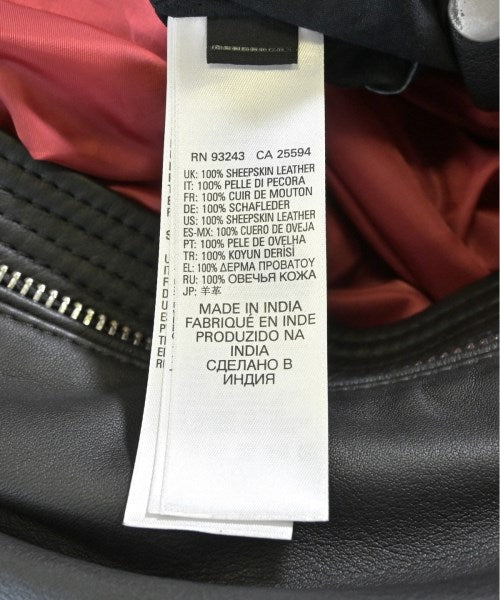 RN 93243 CA 25594
UK: 100% SHEEPSKIN LEATHER
IT: 100% PELLE DI PECORA
FR: 100% CUIR DE MOUTON
DE: 100% SCHAFLEDER
US: 100% SHEEPSKIN LEATHER
ES-MX: 100% CUERO DE OVEJA
PT: 100% PELE DE OVELHA
TR: 100% KOYUN DERİSİ
EL: 100% ΔΕΡΜΑ ΠΡΟΒΑΤΟΥ
RU: 100% ОВЕЧЬЯ КОЖА
JP: 羊革
MADE IN INDIA
FABRIQUÉ EN INDE
PRODUZIDO NA
INDIA
СДЕЛАНО В
ИНДИЯ